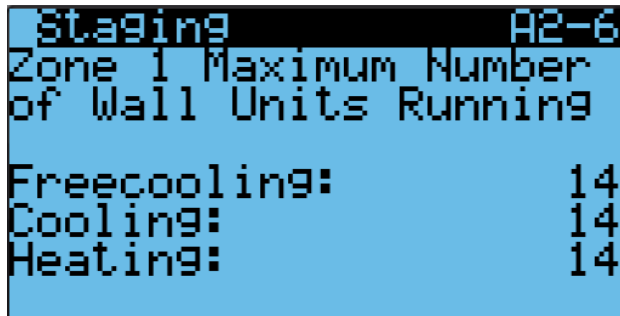 Staging A2-6
Zone 1 Maximum Number
of Wall Units Running
Freecooling: 14
Cooling: 14
Heating: 14